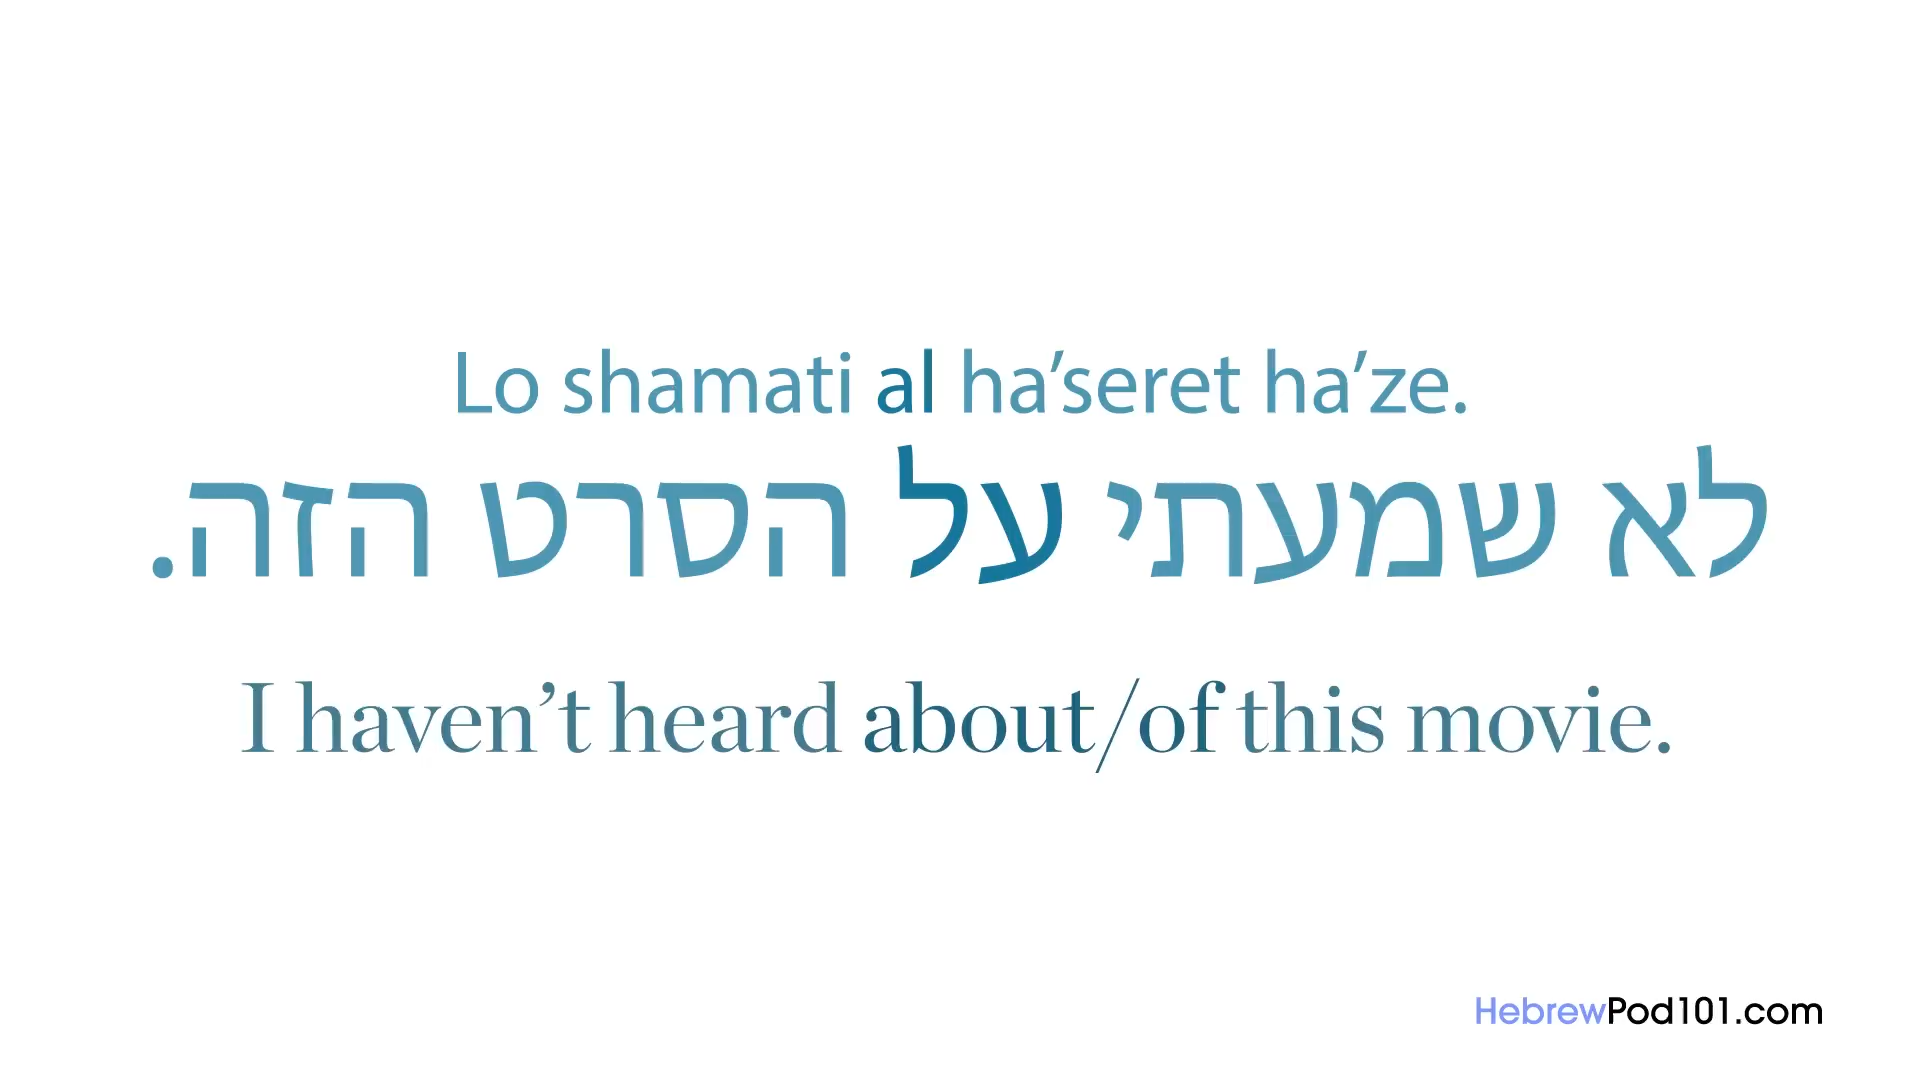 Lo shamati al ha’seret ha’ze.
לא שמעתי על הסרט הזה.
I haven’t heard about/of this movie.
HebrewPod101.com